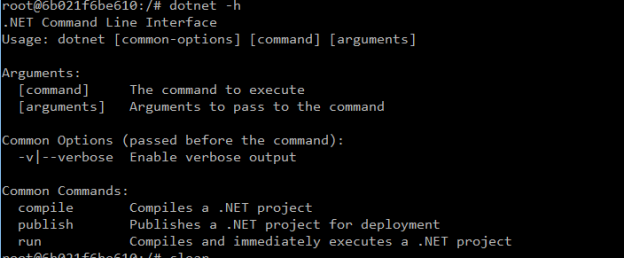 root@6b021f6be610:/# dotnet -h
.NET Command Line Interface
Usage: dotnet [common-options] [command] [arguments]
Arguments:
[command] The command to execute
[arguments] Arguments to pass to the command
Common Options (passed before the command):
-v|--verbose Enable verbose output
Common Commands:
compile Compiles a .NET project
publish Publishes a .NET project for deployment
run Compiles and immediately executes a .NET project
root@6b021f6be610:/#